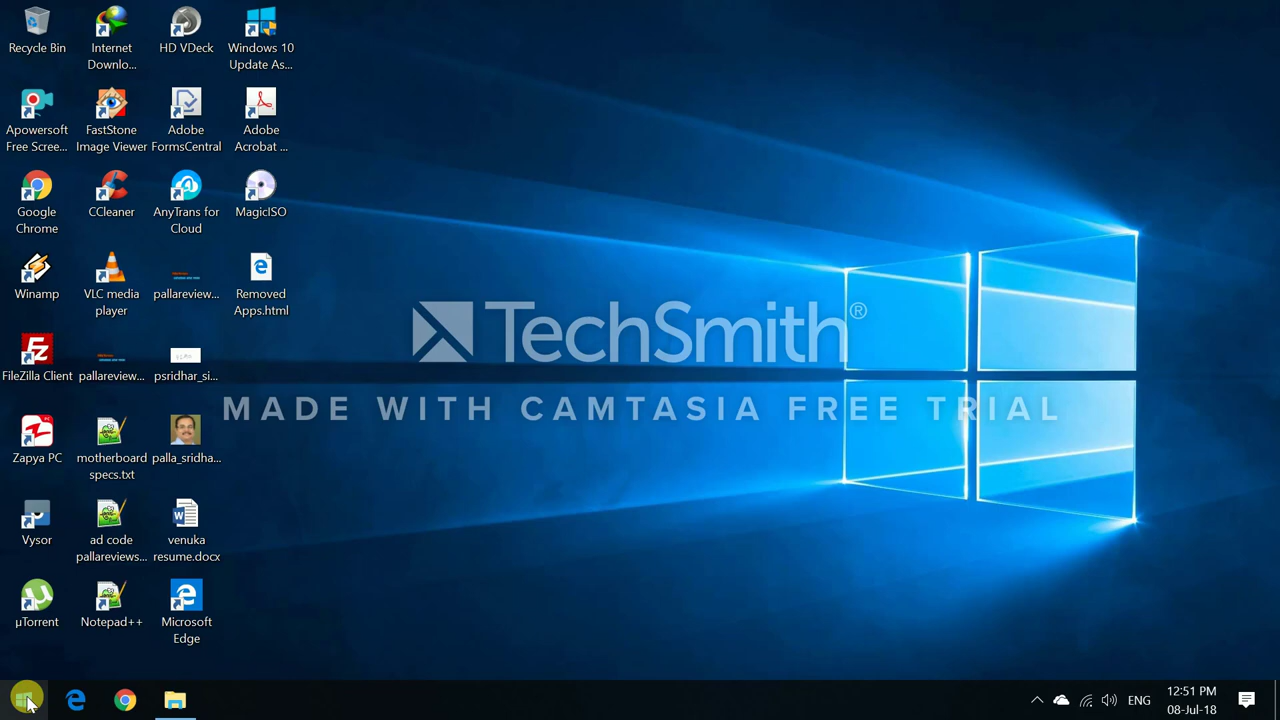 Recycle Bin
Internet
Downlo...
HD VDeck
Windows 10
Update As...
Apowersoft
Free Scree...
FastStone
Image Viewer
Adobe
FormsCentral
Adobe
Acrobat ...
Google
Chrome
CCleaner
AnyTrans for
Cloud
MagicISO
Winamp
VLC media
player
pallareview...
Removed
Apps.html
TechSmith®
MADE WITH CAMTASIA FREE TRIAL
FileZilla Client
pallareview...
psridhar_si...
Zapya PC
motherboard
specs.txt
palla_sridha...
Vysor
ad code
pallareviews...
venuka
resume.docx
µTorrent
Notepad++
Microsoft
Edge
ENG
12:51 PM
08-Jul-18